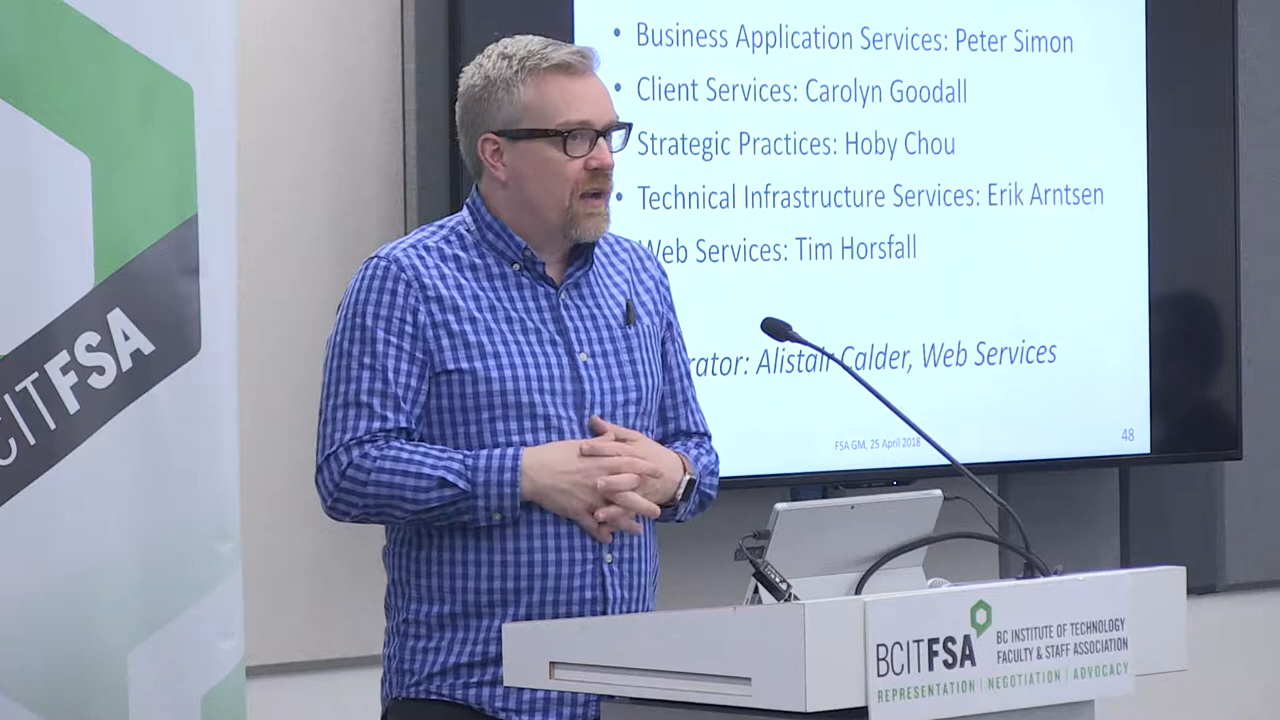 • Business Application Services: Peter Simon
• Client Services: Carolyn Goodall
Strategic Practices: Hoby Chou
• Technical Infrastructure Services: Erik Arntsen
Web Services: Tim Horsfall
rator: Alistair Calder, Web Services
FSA GM, 25 April 2018
48
BCITFSA
BCITFSA
BC INSTITUTE OF TECHNOLOGY
FACULTY & STAFF ASSOCIATION
REPRESENTATION | NEGOTIATION | ADVOCACY